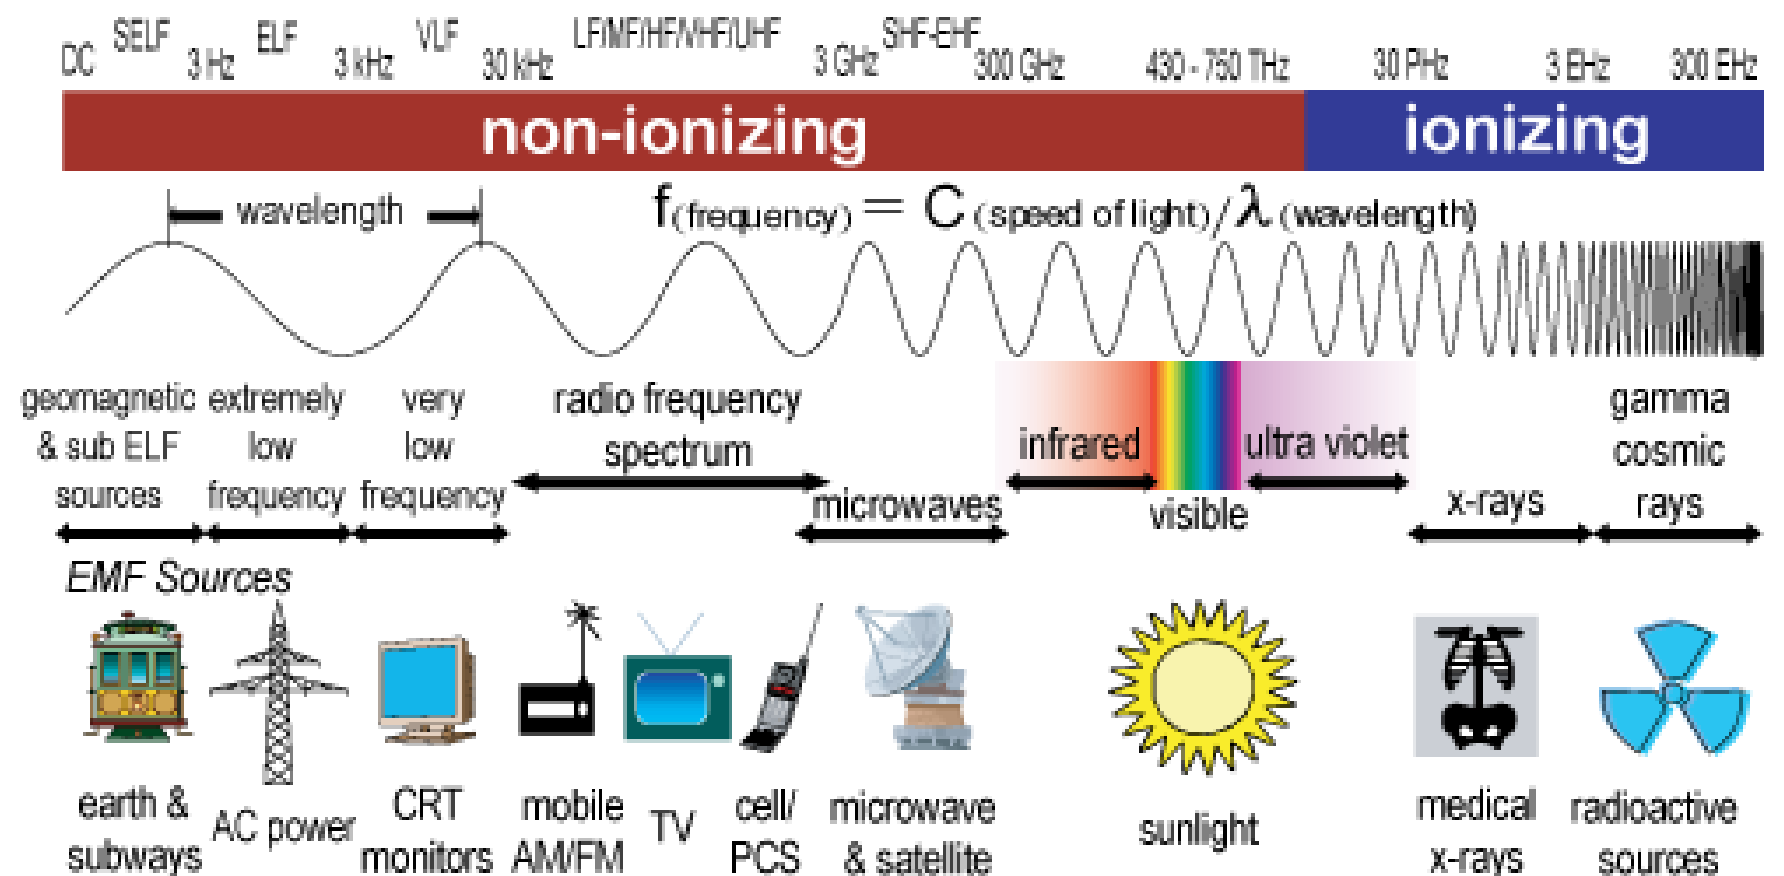 DC SELF 3 Hz ELF 3 kHz VLF 30 kHz LF/MF/HF/VHF/UHF 3 GHz SHF-EHF 300 GHz 430 - 750 THz 30 PHz 3 EHz 300 EHz
non-ionizing ionizing
wavelength f(frequency) = C (speed of light)/λ (wavelength)
geomagnetic
& sub ELF
sources
extremely
low
frequency
very
low
frequency
radio frequency
spectrum
microwaves
infrared
visible
ultra violet
x-rays
gamma
cosmic
rays
EMF Sources
earth &
subways
AC power
CRT
monitors
mobile
AM/FM
TV
cell/
PCS
microwave
& satellite
sunlight
medical
x-rays
radioactive
sources